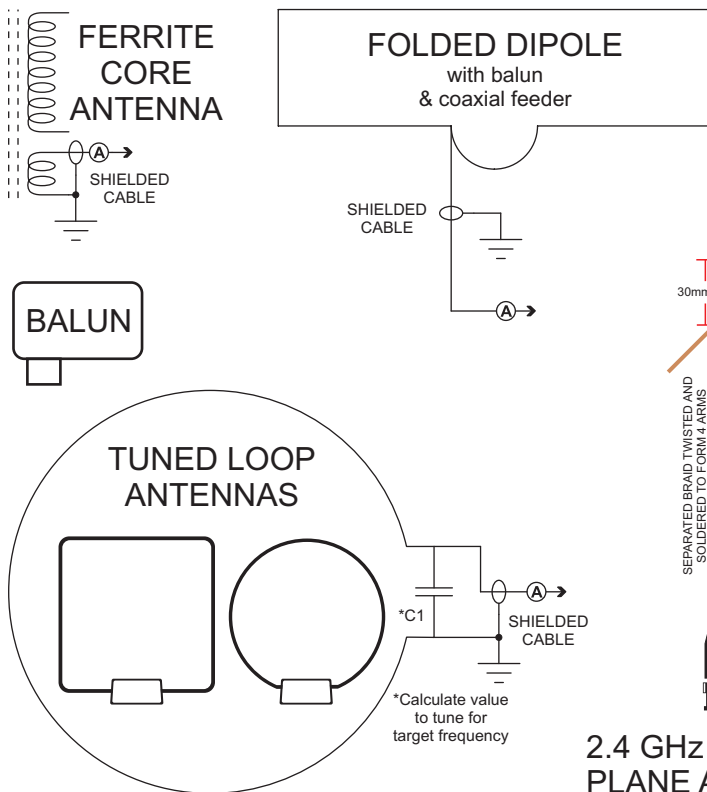 FERRITE
CORE
ANTENNA
A
SHIELDED
CABLE
FOLDED DIPOLE
with balun
& coaxial feeder
SHIELDED
CABLE
A
BALUN
30mm
SEPARATED BRAID TWISTED AND
SOLDERED TO FORM 4 ARMS
TUNED LOOP
ANTENNAS
*C1
A
SHIELDED
CABLE
*Calculate value
to tune for
target frequency
2.4 GHz
PLANE A